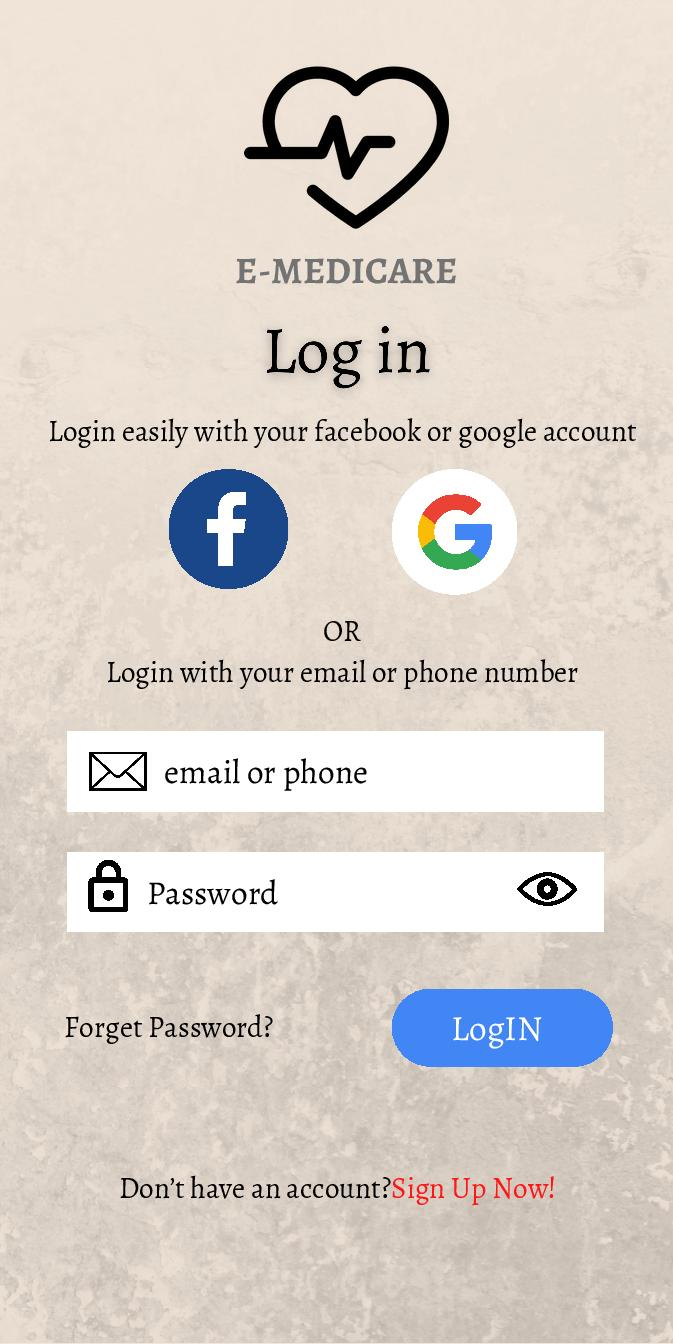 E-MEDICARE
Log in
Login easily with your facebook or google account
OR
Login with your email or phone number
email or phone
Password
Forget Password?
LogIN
Don’t have an account?Sign Up Now!